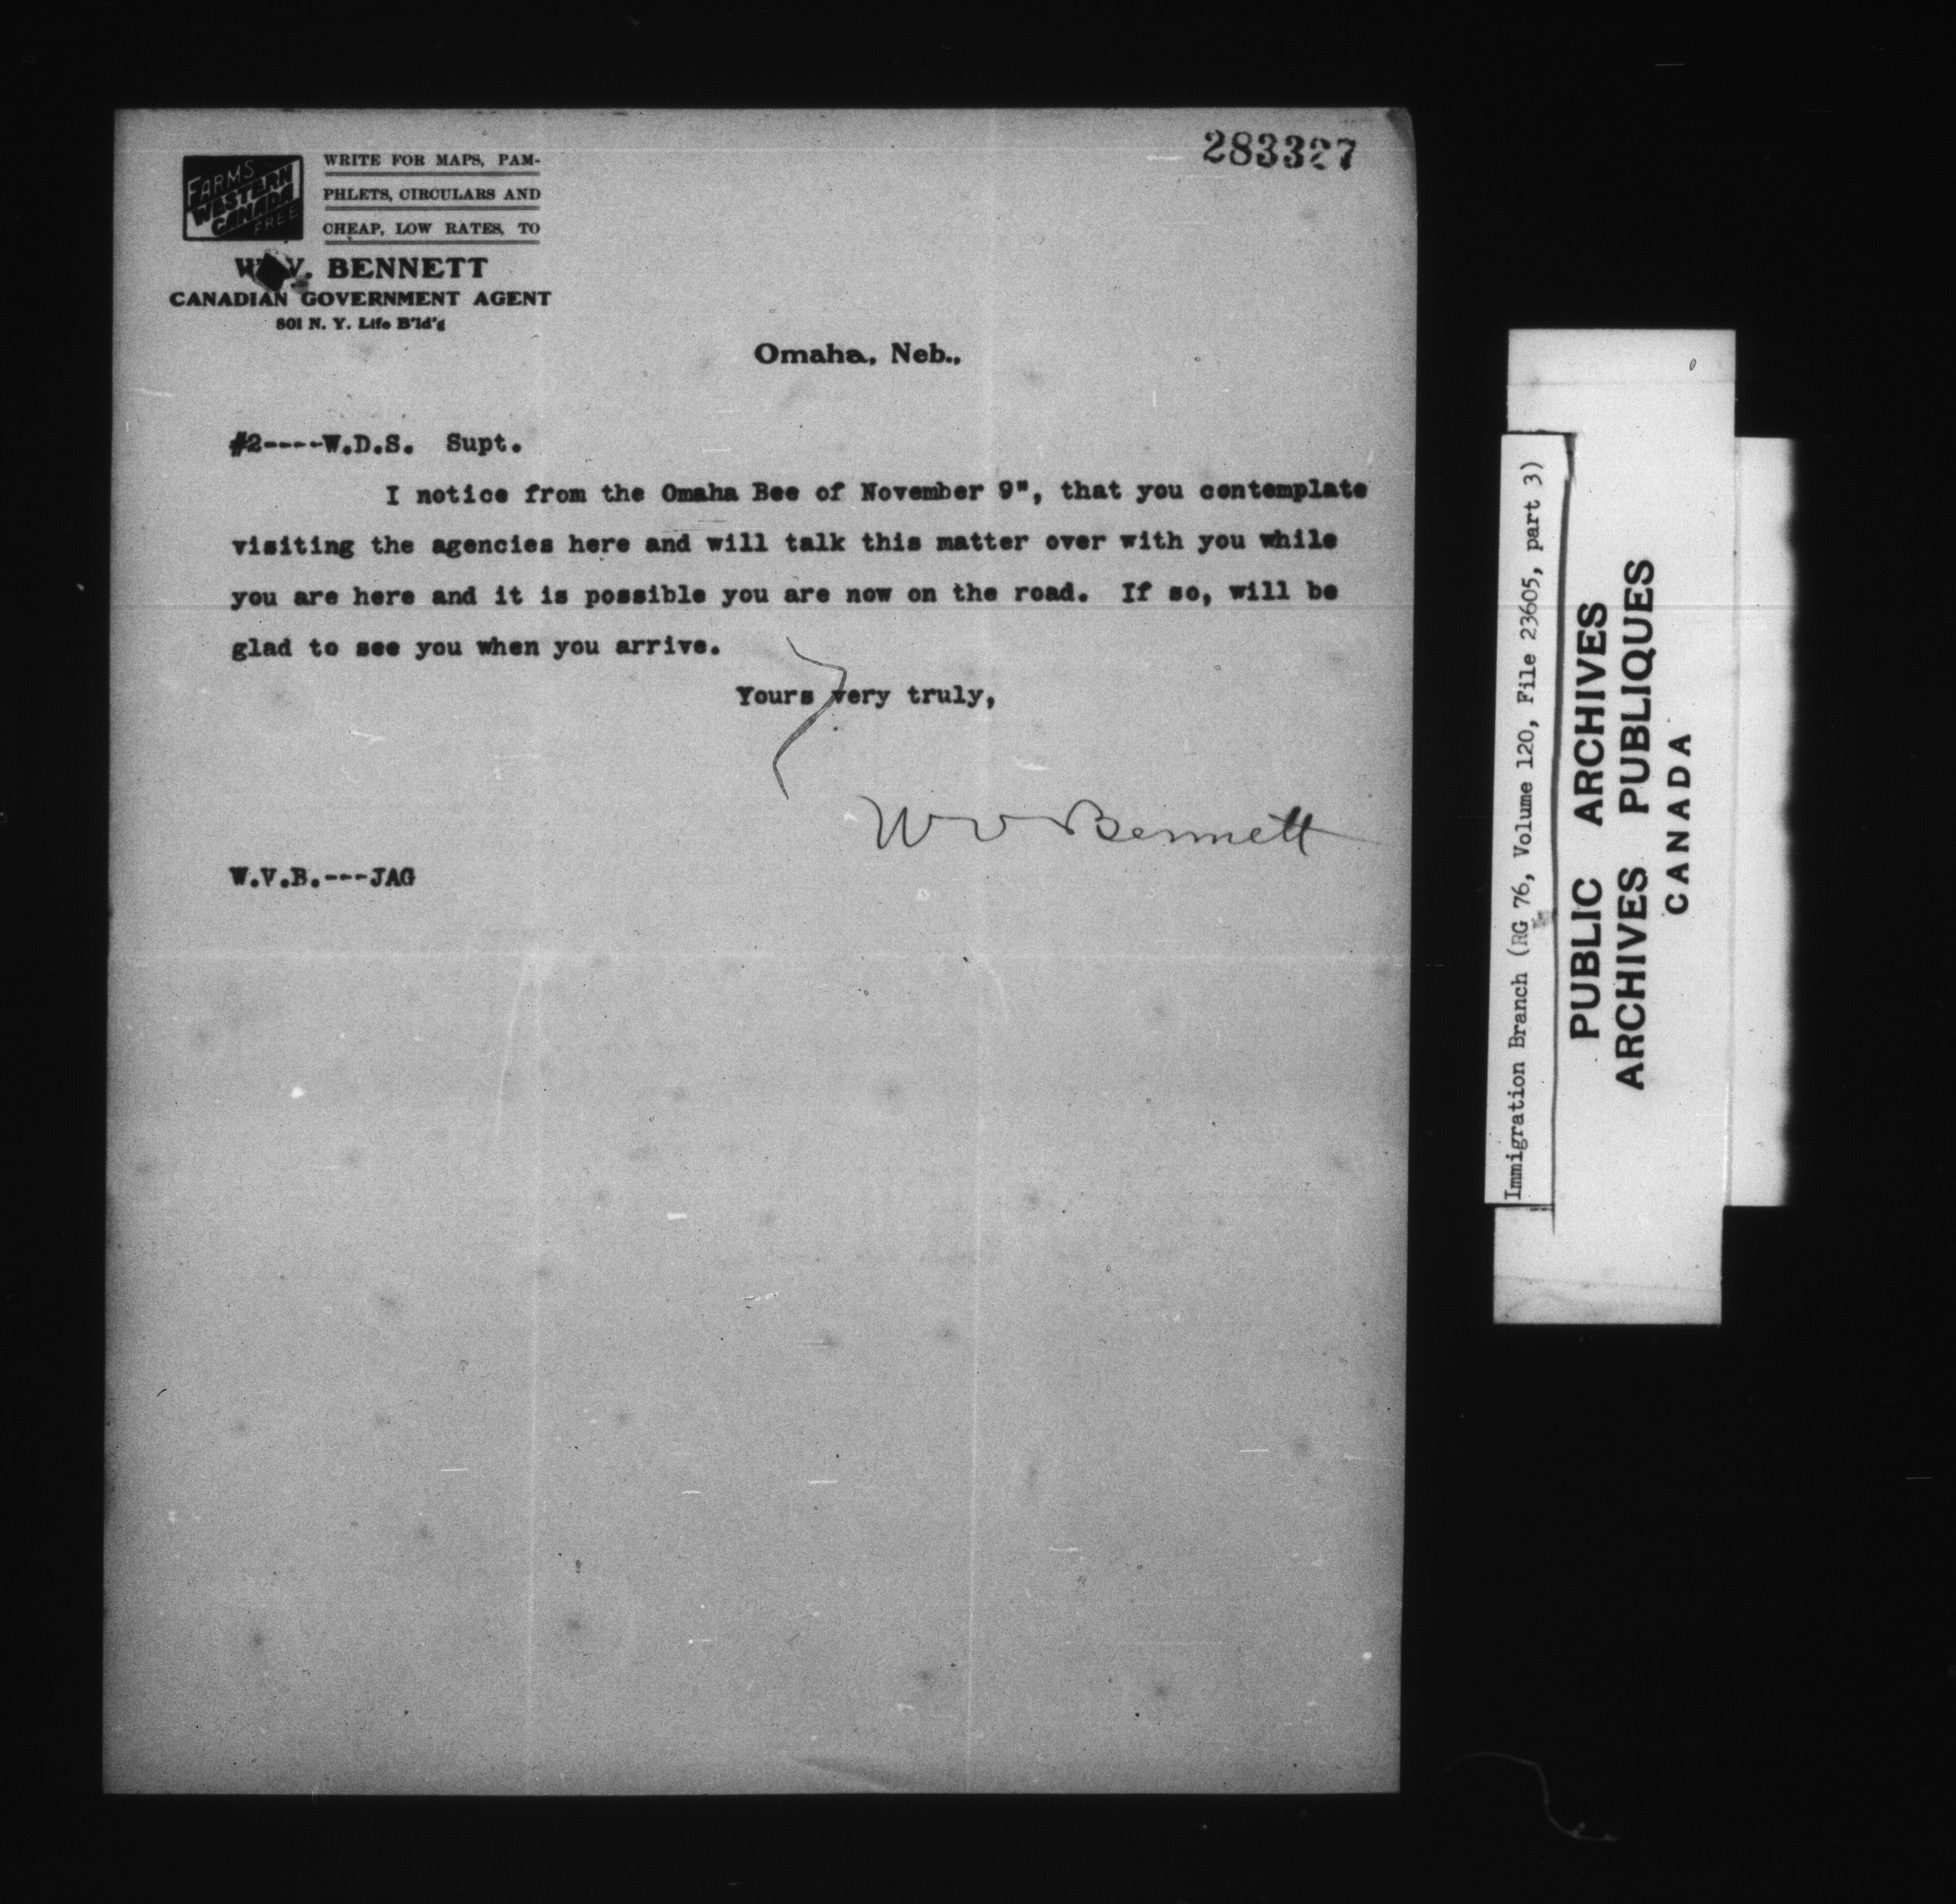 283327
FARMS
WESTERN
CANADA
FREE
WRITE FOR MAPS, PAM-
PHLETS, CIRCULARS AND
CHEAP, LOW RATES, TO
W. V. BENNETT
CANADIAN GOVERNMENT AGENT
801 N. Y. Life B'ld'g
Omaha, Neb.,
#2----W.D.S. Supt.
I notice from the Omaha Bee of November 9", that you contemplate
visiting the agencies here and will talk this matter over with you while
you are here and it is possible you are now on the road. If so, will be
glad to see you when you arrive.
Yours very truly,
W V Bennett
W.V.B.---JAG
Immigration Branch (RG 76, Volume 120, File 23605, part 3)
PUBLIC ARCHIVES
ARCHIVES PUBLIQUES
CANADA